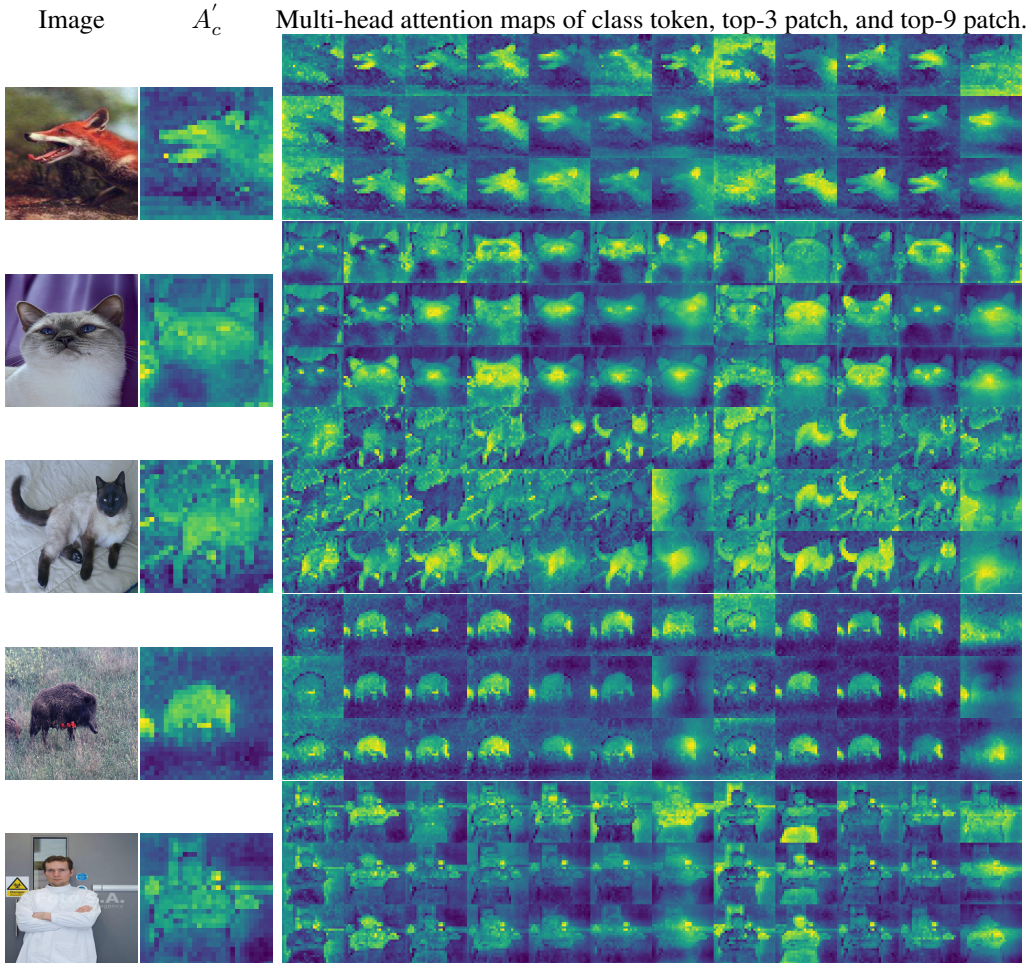 Image A'_c Multi-head attention maps of class token, top-3 patch, and top-9 patch, .
S.A.